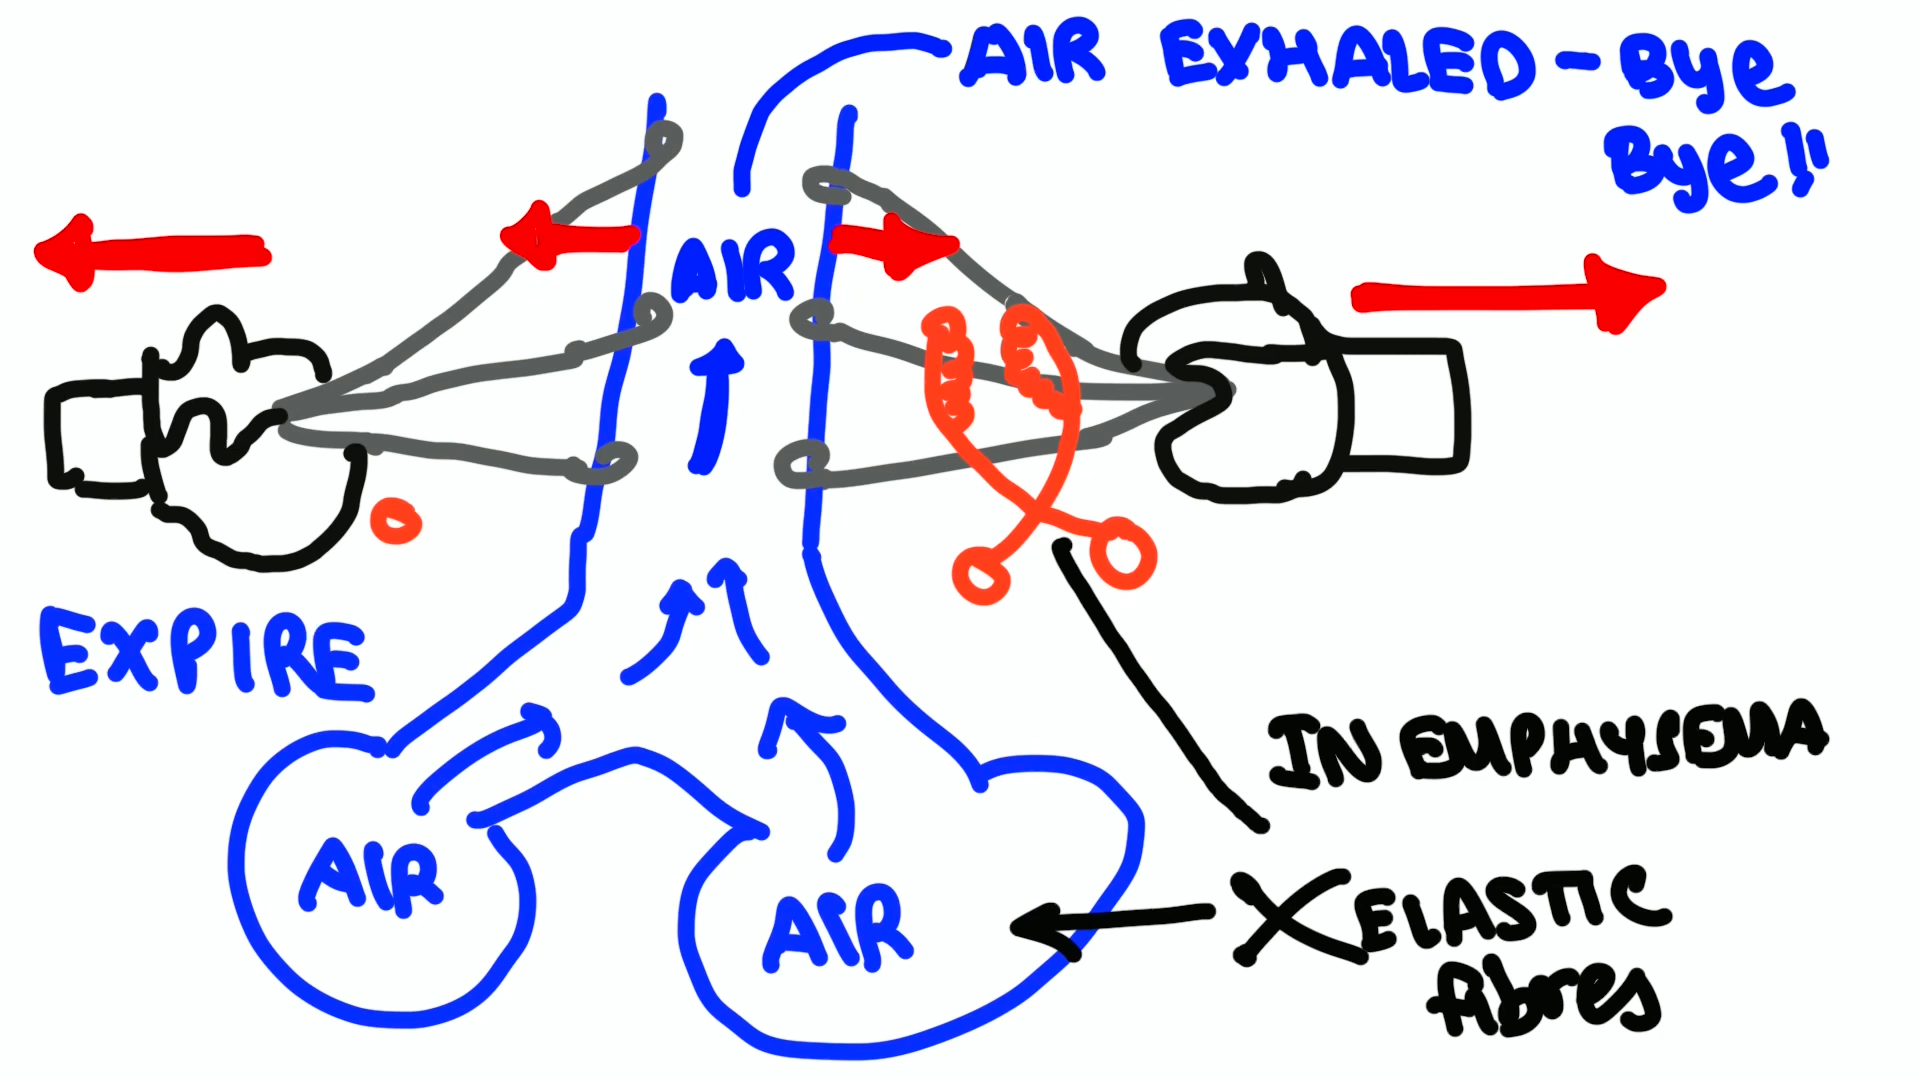 AIR EXHALED - Bye
Bye!!
AIR
EXPIRE
IN EMPHYSEMA
AIR
AIR
X ELASTIC
fibres